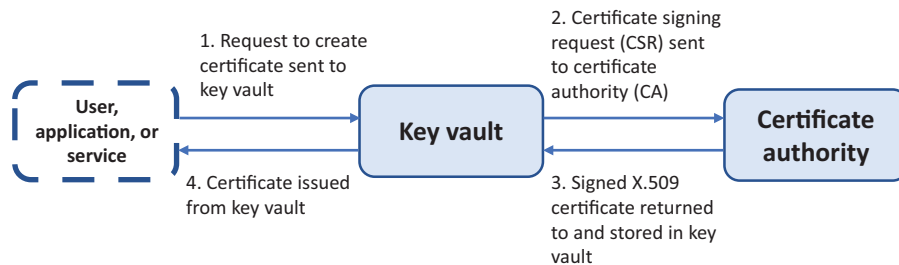 1. Request to create
certificate sent to
key vault
2. Certificate signing
request (CSR) sent
to certificate
authority (CA)
User,
application, or
service
Key vault
Certificate
authority
4. Certificate issued
from key vault
3. Signed X.509
certificate returned
to and stored in key
vault